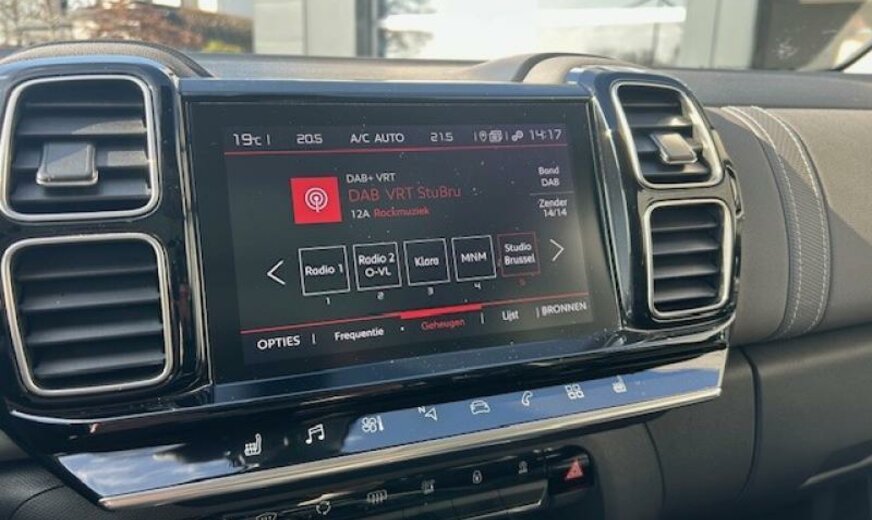 19°C 20.5 A/C AUTO 21.5 14:17
DAB+ VRT
DAB VRT StuBru
12A Rockmuziek
Band
DAB
Zender
14/14
Radio 1
Radio 2
O-VL
Klara
MNM
Studio
Brussel
1 2 3 4 5
OPTIES Frequentie Geheugen Lijst BRONNEN
N